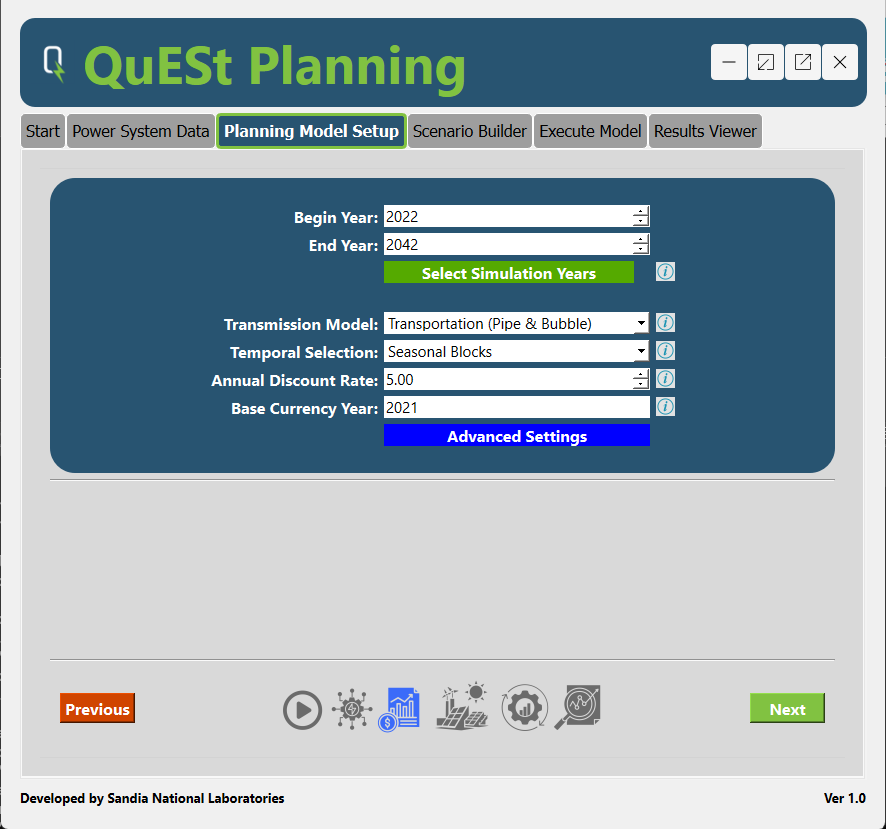 QuESt Planning
Start Power System Data Planning Model Setup Scenario Builder Execute Model Results Viewer
Begin Year: 2022
End Year: 2042
Select Simulation Years
Transmission Model: Transportation (Pipe & Bubble)
Temporal Selection: Seasonal Blocks
Annual Discount Rate: 5.00
Base Currency Year: 2021
Advanced Settings
Previous Next
Developed by Sandia National Laboratories Ver 1.0